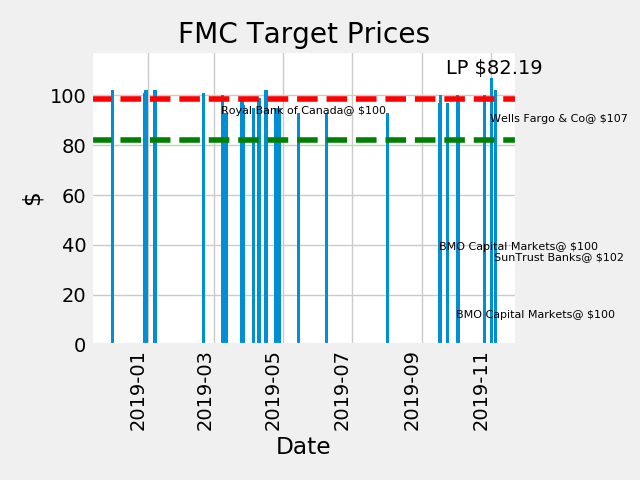 FMC Target Prices
LP $82.19
Royal Bank of Canada@ $100
Wells Fargo & Co@ $107
BMO Capital Markets@ $100
SunTrust Banks@ $102
BMO Capital Markets@ $100
$
100
80
60
40
20
0
2019-01
2019-03
2019-05
2019-07
2019-09
2019-11
Date